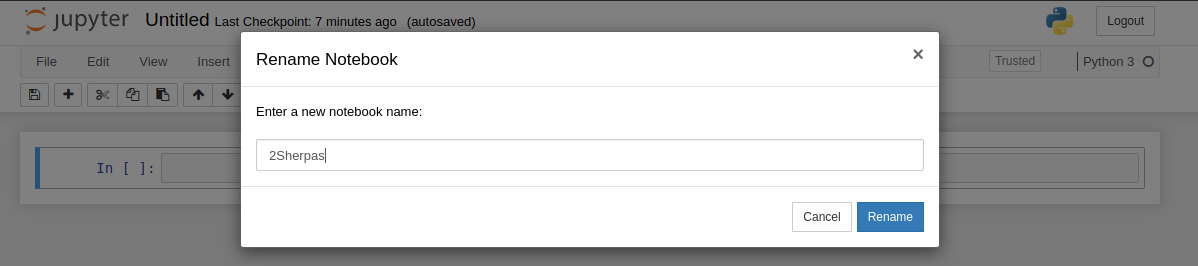 jupyter Untitled Last Checkpoint: 7 minutes ago (autosaved) Logout
File Edit View Insert Trusted Python 3
Rename Notebook ×
Enter a new notebook name:
In [ ]:
2Sherpas
Cancel Rename